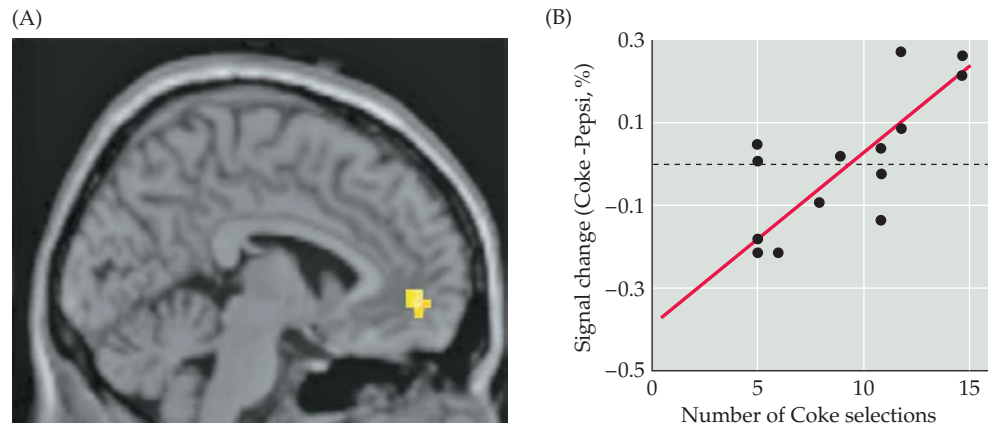 (A)
(B)
Signal change (Coke -Pepsi, %)
0.3
0.1
−0.1
−0.3
−0.5
0
5
10
15
Number of Coke selections